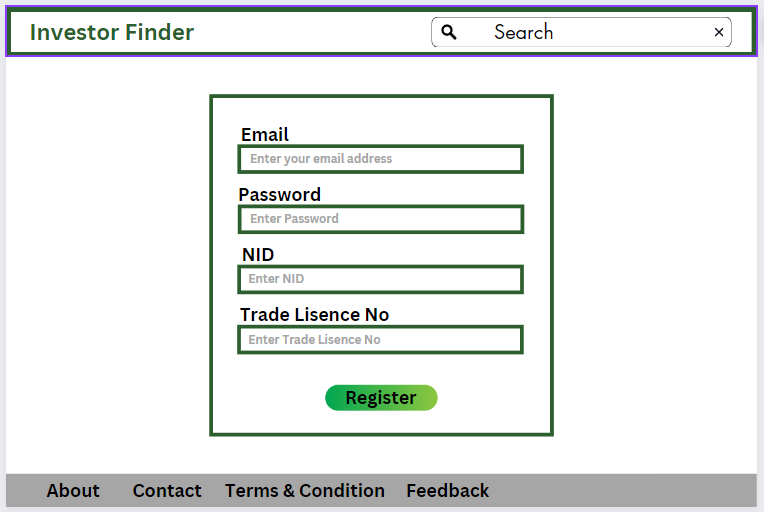 Investor Finder
Search
Email
Enter your email address
Password
Enter Password
NID
Enter NID
Trade Lisence No
Enter Trade Lisence No
Register
About Contact Terms & Condition Feedback